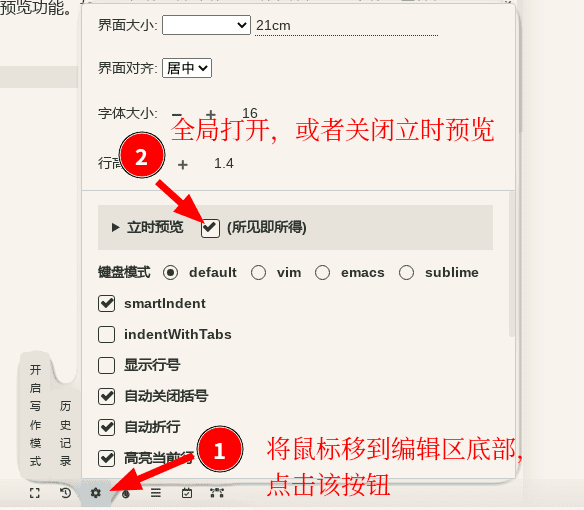 预览功能。
界面大小: 21cm
界面对齐: 居中
字体大小: 16
全局打开，或者关闭立时预览
2
行高 1.4
立时预览 (所见即所得)
键盘模式 default vim emacs sublime
smartIndent
indentWithTabs
显示行号
自动关闭括号
自动折行
高亮当前行
开启写作模式
历史记录
1
将鼠标移到编辑区底部，
点击该按钮